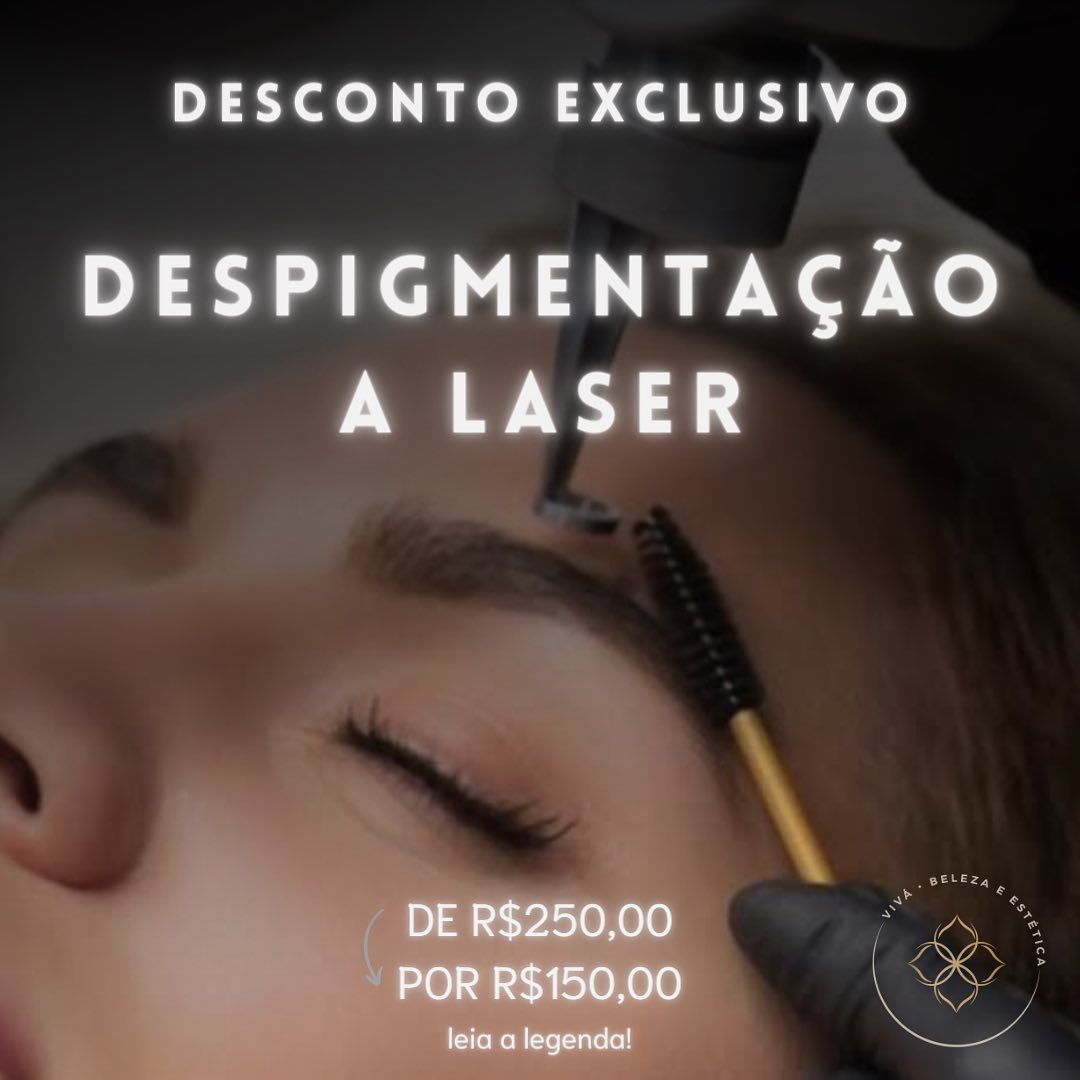 DESCONTO EXCLUSIVO
DESPIGMENTAÇÃO
A LASER
DE R$250,00
POR R$150,00
leia a legenda!
VIVÁ • BELEZA E ESTÉTICA